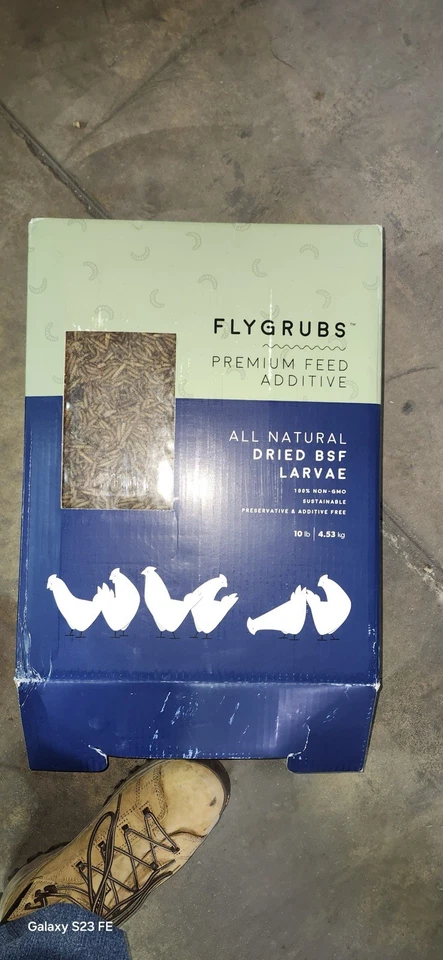 FLYGRUBS™
PREMIUM FEED
ADDITIVE
ALL NATURAL
DRIED BSF
LARVAE
100% NON-GMO
SUSTAINABLE
PRESERVATIVE & ADDITIVE FREE
10 lb | 4.53 kg
Galaxy S23 FE